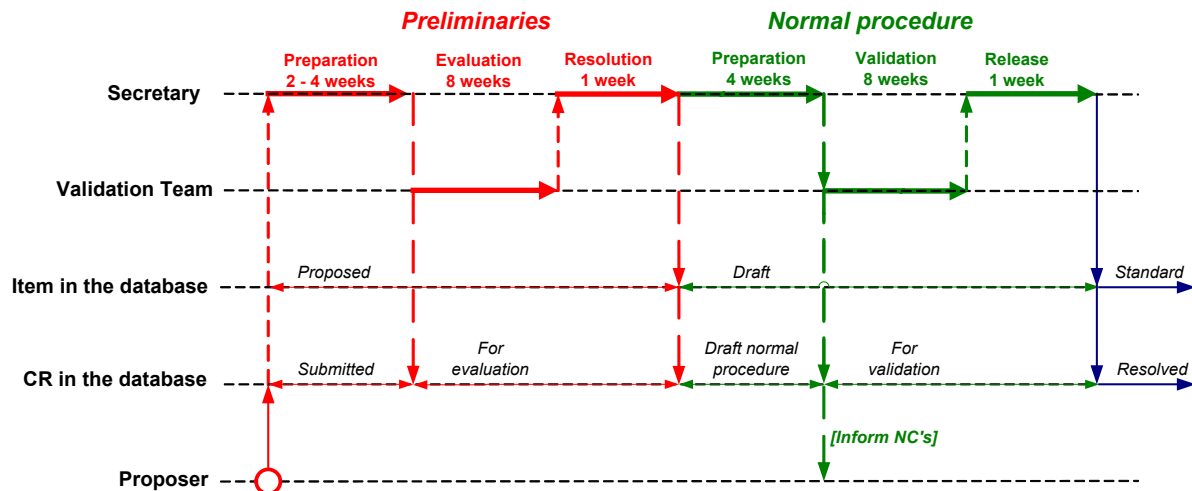 Preliminaries
Normal procedure
Preparation
2 - 4 weeks
Evaluation
8 weeks
Resolution
1 week
Preparation
4 weeks
Validation
8 weeks
Release
1 week
Secretary
Validation Team
Item in the database
Proposed
Draft
Standard
CR in the database
Submitted
For
evaluation
Draft normal
procedure
For
validation
Resolved
[Inform NC's]
Proposer